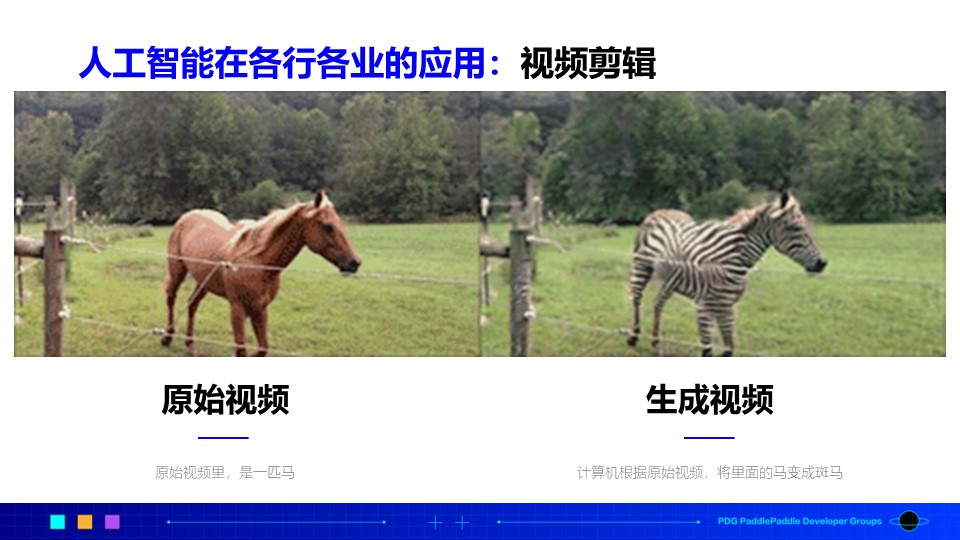 人工智能在各行各业的应用：视频剪辑
原始视频
生成视频
原始视频里，是一匹马
计算机根据原始视频，将里面的马变成斑马
PDG PaddlePaddle Developer Groups